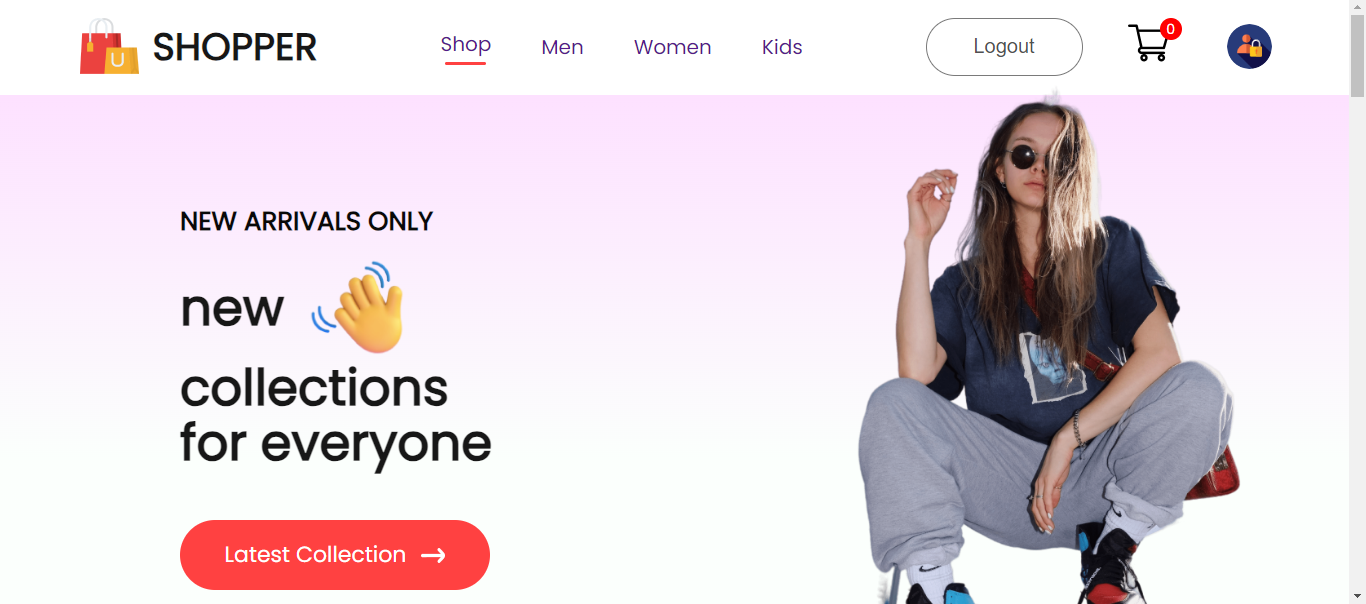 U
SHOPPER
Shop
Men
Women
Kids
Logout
0
NEW ARRIVALS ONLY
new
collections
for everyone
Latest Collection